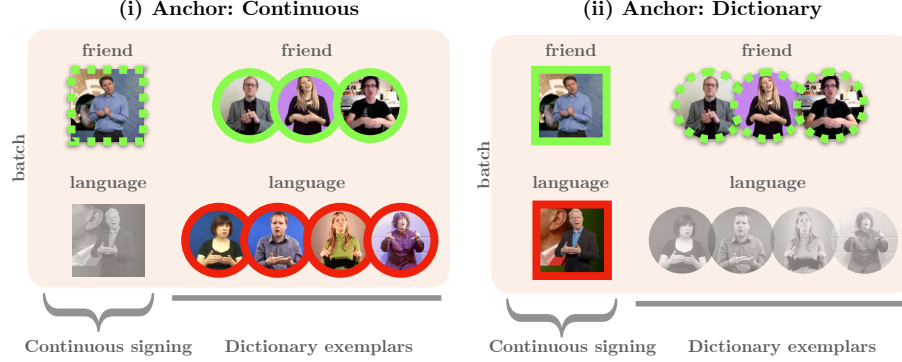 (i) Anchor: Continuous
friend
friend
batch
language
language
Continuous signing
Dictionary exemplars
(ii) Anchor: Dictionary
friend
friend
batch
language
language
Continuous signing
Dictionary exemplars